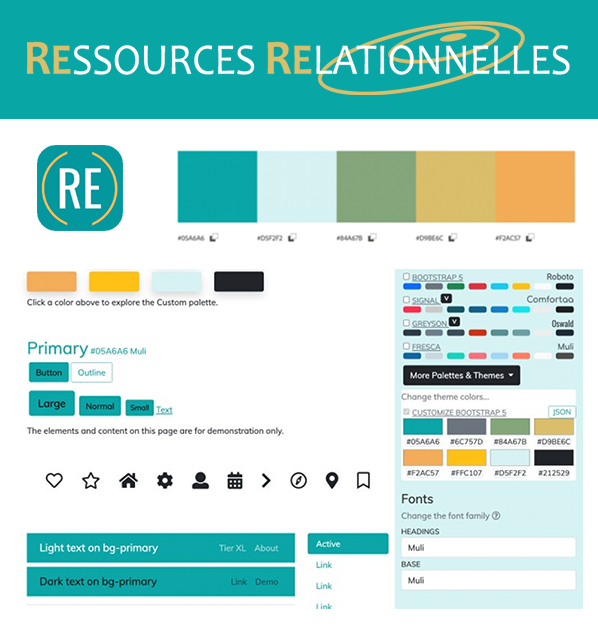 RESSOURCES RELATIONNELLES
RE
#05A6A6
#D5F2F2
#84A67B
#D9BE6C
#F2AC57
Click a color above to explore the Custom palette.
Primary #05A6A6 Muli
Button Outline
Large Normal Small Text
The elements and content on this page are for demonstration only.
Light text on bg-primary Tier XL About
Dark text on bg-primary Link Demo
Active
Link
Link
Link
BOOTSTRAP 5 Roboto
SIGNAL V Comfortaa
GREYSON V Oswald
FRESCA Muli
More Palettes & Themes
Change theme colors...
CUSTOMIZE BOOTSTRAP 5 JSON
#05A6A6 #6C757D #84A67B #D9BE6C
#F2AC57 #FFC107 #D5F2F2 #212529
Fonts
Change the font family ?
HEADINGS
Muli
BASE
Muli